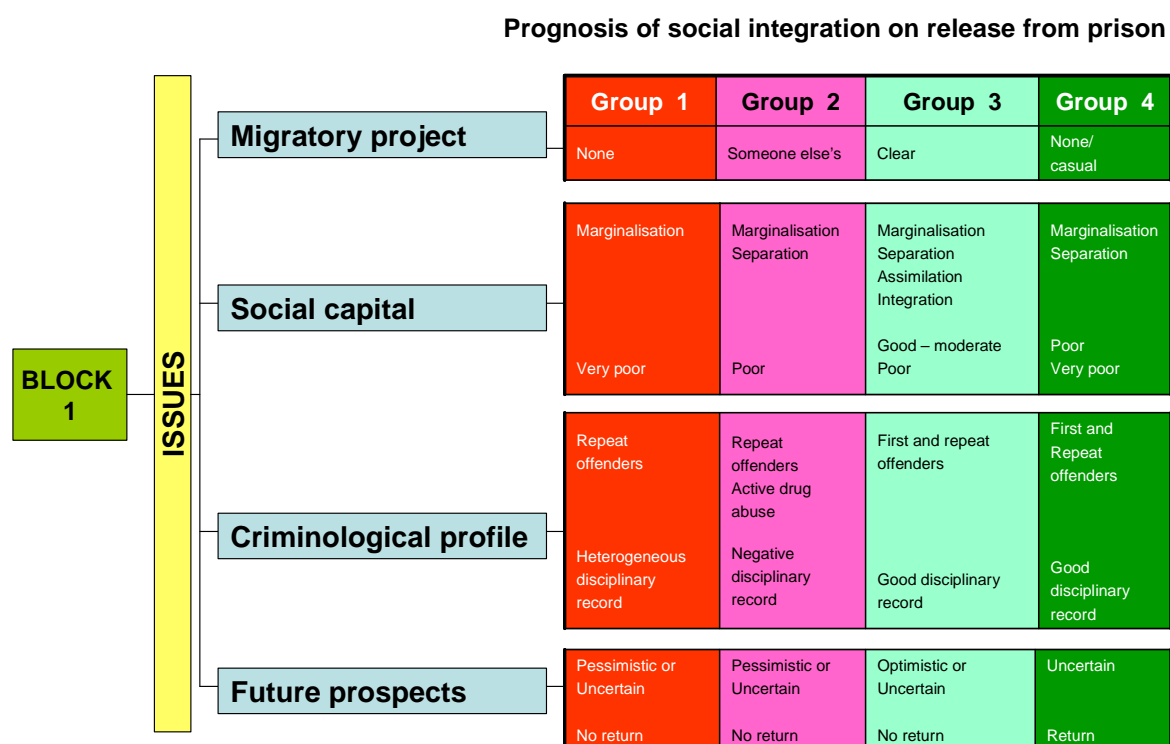 Prognosis of social integration on release from prison
BLOCK
1
ISSUES
Group 1
Group 2
Group 3
Group 4
Migratory project
None
Someone else's
Clear
None/
casual
Social capital
Marginalisation
Very poor
Marginalisation
Separation
Poor
Marginalisation
Separation
Assimilation
Integration
Good – moderate
Poor
Marginalisation
Separation
Poor
Very poor
Criminological profile
Repeat
offenders
Heterogeneous
disciplinary
record
Repeat
offenders
Active drug
abuse
Negative
disciplinary
record
First and repeat
offenders
Good disciplinary
record
First and
Repeat
offenders
Good
disciplinary
record
Future prospects
Pessimistic or
Uncertain
No return
Pessimistic or
Uncertain
No return
Optimistic or
Uncertain
No return
Uncertain
Return